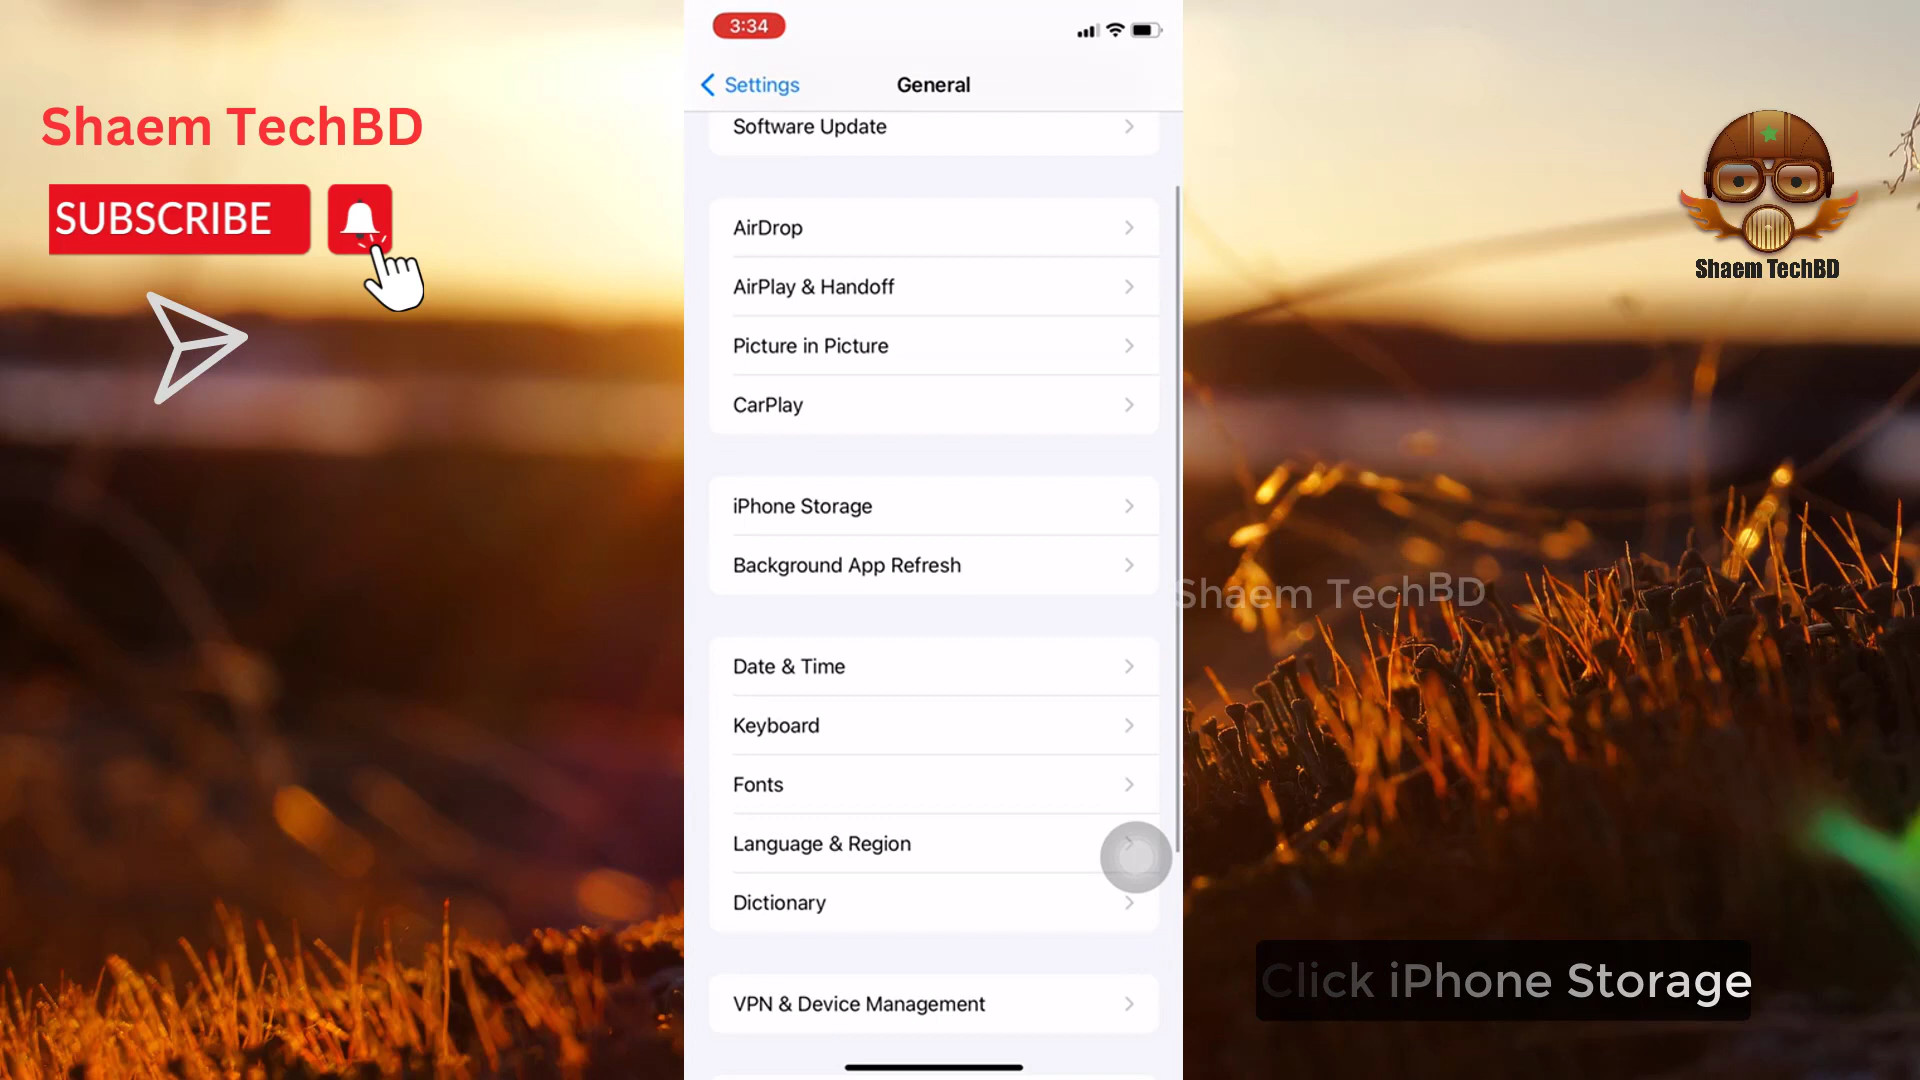 Shaem TechBD
SUBSCRIBE
3:34
Settings
General
Software Update
AirDrop
AirPlay & Handoff
Picture in Picture
CarPlay
iPhone Storage
Background App Refresh
Date & Time
Keyboard
Fonts
Language & Region
Dictionary
VPN & Device Management
Shaem TechBD
Shaem TechBD
Click iPhone Storage